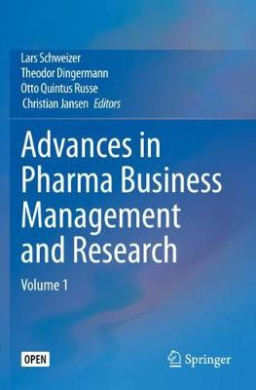 Lars Schweizer
Theodor Dingermann
Otto Quintus Russe
Christian Jansen Editors
Advances in
Pharma Business
Management
and Research
Volume 1
OPEN
Springer